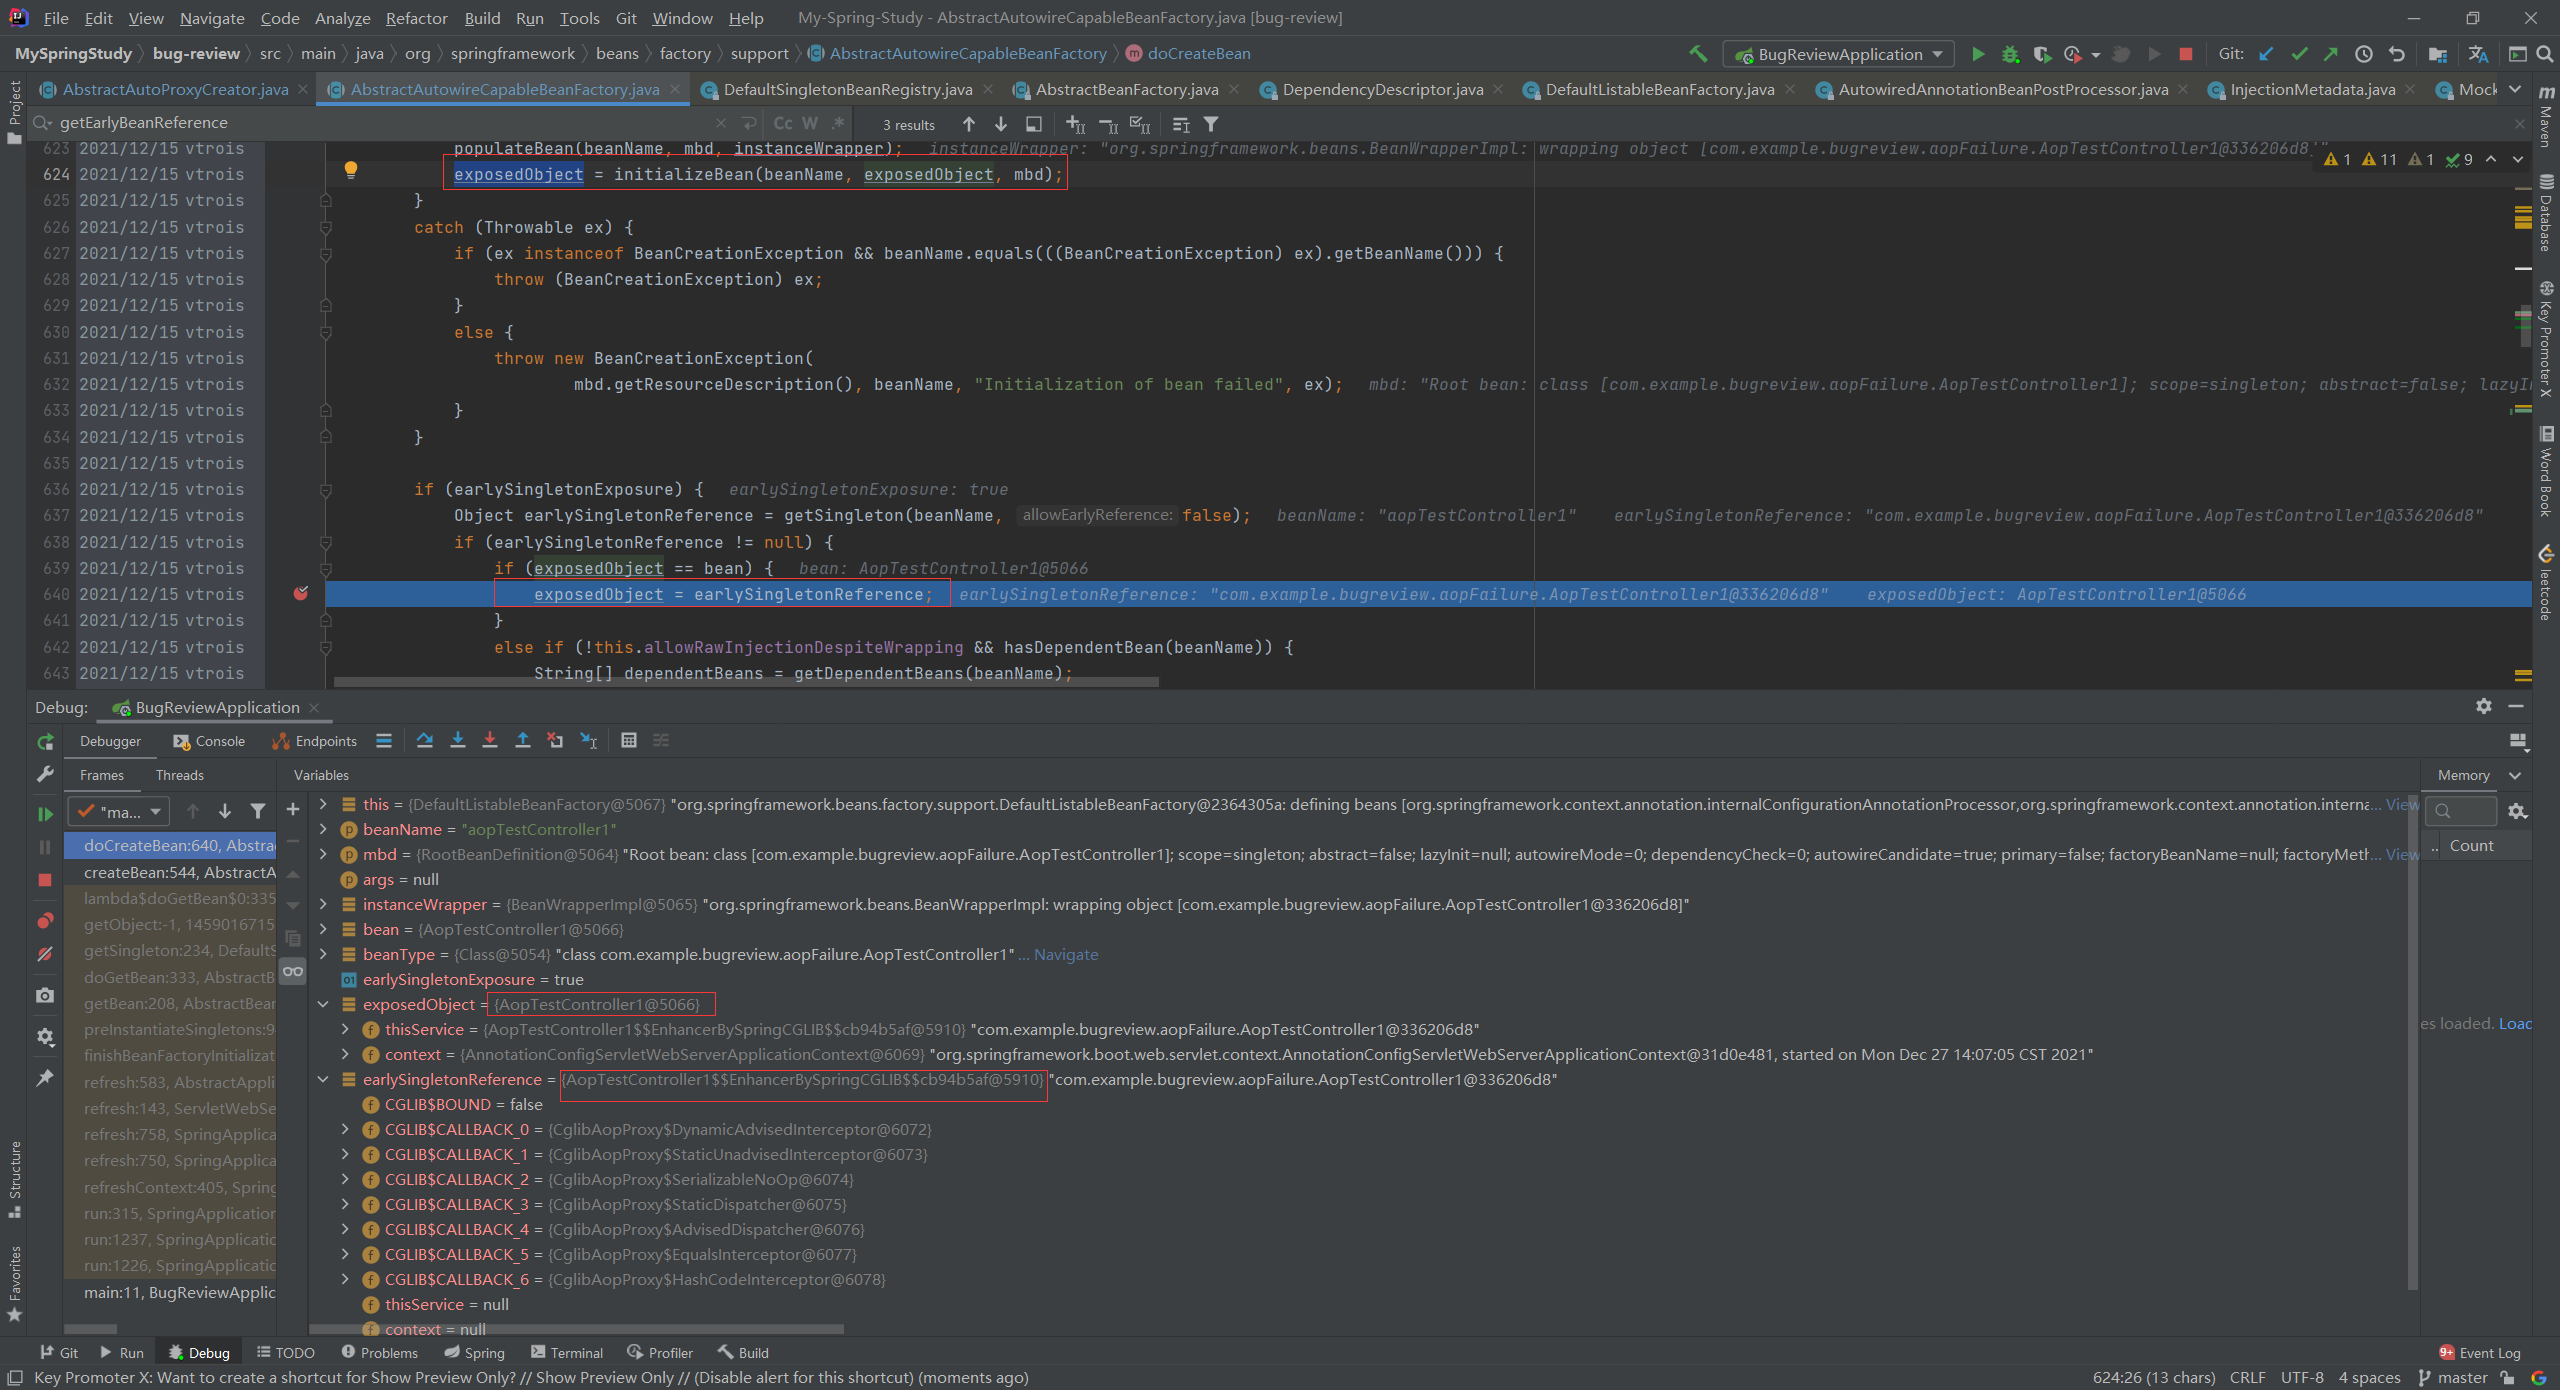 File Edit View Navigate Code Analyze Refactor Build Run Tools Git Window Help My-Spring-Study - AbstractAutowireCapableBeanFactory.java [bug-review]
MySpringStudy bug-review src main java org springframework beans factory support AbstractAutowireCapableBeanFactory doCreateBean BugReviewApplication Git:
AbstractAutoProxyCreator.java AbstractAutowireCapableBeanFactory.java DefaultSingletonBeanRegistry.java AbstractBeanFactory.java DependencyDescriptor.java DefaultListableBeanFactory.java AutowiredAnnotationBeanPostProcessor.java InjectionMetadata.java Mock
getEarlyBeanReference Cc W .* 3 results
623 2021/12/15 vtrois populateBean(beanName, mbd, instanceWrapper); instanceWrapper: "org.springframework.beans.BeanWrapperImpl: wrapping object [com.example.bugreview.aopFailure.AopTestController1@336206d8]"
1 11 1 9
624 2021/12/15 vtrois exposedObject = initializeBean(beanName, exposedObject, mbd);
625 2021/12/15 vtrois }
626 2021/12/15 vtrois catch (Throwable ex) {
627 2021/12/15 vtrois if (ex instanceof BeanCreationException && beanName.equals(((BeanCreationException) ex).getBeanName())) {
628 2021/12/15 vtrois throw (BeanCreationException) ex;
629 2021/12/15 vtrois }
630 2021/12/15 vtrois else {
631 2021/12/15 vtrois throw new BeanCreationException(
632 2021/12/15 vtrois mbd.getResourceDescription(), beanName, "Initialization of bean failed", ex); mbd: "Root bean: class [com.example.bugreview.aopFailure.AopTestController1]; scope=singleton; abstract=false; lazyIn
633 2021/12/15 vtrois }
634 2021/12/15 vtrois }
635 2021/12/15 vtrois
636 2021/12/15 vtrois if (earlySingletonExposure) { earlySingletonExposure: true
637 2021/12/15 vtrois Object earlySingletonReference = getSingleton(beanName, allowEarlyReference: false); beanName: "aopTestController1" earlySingletonReference: "com.example.bugreview.aopFailure.AopTestController1@336206d8"
638 2021/12/15 vtrois if (earlySingletonReference != null) {
639 2021/12/15 vtrois if (exposedObject == bean) { bean: AopTestController1@5066
640 2021/12/15 vtrois exposedObject = earlySingletonReference; earlySingletonReference: "com.example.bugreview.aopFailure.AopTestController1@336206d8" exposedObject: AopTestController1@5066
641 2021/12/15 vtrois }
642 2021/12/15 vtrois else if (!this.allowRawInjectionDespiteWrapping && hasDependentBean(beanName)) {
643 2021/12/15 vtrois String[] dependentBeans = getDependentBeans(beanName);
Project
Structure
Favorites
Maven
Database
Key Promoter X
Word Book
leetcode
Debug: BugReviewApplication
Debugger Console Endpoints
Frames Threads Variables Memory
"ma...
doCreateBean:640, Abstra
createBean:544, AbstractA
lambda$doGetBean$0:335
getObject:-1, 1459016715
getSingleton:234, DefaultS
doGetBean:333, AbstractB
getBean:208, AbstractBean
preInstantiateSingletons:9
finishBeanFactoryInitializat
refresh:583, AbstractAppli
refresh:143, ServletWebSe
refresh:758, SpringApplica
refresh:750, SpringApplica
refreshContext:405, Spring
run:315, SpringApplication
run:1237, SpringApplicatic
run:1226, SpringApplicatic
main:11, BugReviewApplic
this = {DefaultListableBeanFactory@5067} "org.springframework.beans.factory.support.DefaultListableBeanFactory@2364305a: defining beans [org.springframework.context.annotation.internalConfigurationAnnotationProcessor,org.springframework.context.annotation.interna... View
beanName = "aopTestController1"
mbd = {RootBeanDefinition@5064} "Root bean: class [com.example.bugreview.aopFailure.AopTestController1]; scope=singleton; abstract=false; lazyInit=null; autowireMode=0; dependencyCheck=0; autowireCandidate=true; primary=false; factoryBeanName=null; factoryMeth... View
args = null
instanceWrapper = {BeanWrapperImpl@5065} "org.springframework.beans.BeanWrapperImpl: wrapping object [com.example.bugreview.aopFailure.AopTestController1@336206d8]"
bean = {AopTestController1@5066}
beanType = {Class@5054} "class com.example.bugreview.aopFailure.AopTestController1" ... Navigate
earlySingletonExposure = true
exposedObject = {AopTestController1@5066}
thisService = {AopTestController1$$EnhancerBySpringCGLIB$$cb94b5af@5910} "com.example.bugreview.aopFailure.AopTestController1@336206d8"
context = {AnnotationConfigServletWebServerApplicationContext@6069} "org.springframework.boot.web.servlet.context.AnnotationConfigServletWebServerApplicationContext@31d0e481, started on Mon Dec 27 14:07:05 CST 2021"
earlySingletonReference = {AopTestController1$$EnhancerBySpringCGLIB$$cb94b5af@5910} "com.example.bugreview.aopFailure.AopTestController1@336206d8"
CGLIB$BOUND = false
CGLIB$CALLBACK_0 = {CglibAopProxy$DynamicAdvisedInterceptor@6072}
CGLIB$CALLBACK_1 = {CglibAopProxy$StaticUnadvisedInterceptor@6073}
CGLIB$CALLBACK_2 = {CglibAopProxy$SerializableNoOp@6074}
CGLIB$CALLBACK_3 = {CglibAopProxy$StaticDispatcher@6075}
CGLIB$CALLBACK_4 = {CglibAopProxy$AdvisedDispatcher@6076}
CGLIB$CALLBACK_5 = {CglibAopProxy$EqualsInterceptor@6077}
CGLIB$CALLBACK_6 = {CglibAopProxy$HashCodeInterceptor@6078}
thisService = null
context = null
.. Count
es loaded. Loac
Git Run Debug TODO Problems Spring Terminal Profiler Build 9+ Event Log
Key Promoter X: Want to create a shortcut for Show Preview Only? // Show Preview Only // (Disable alert for this shortcut) (moments ago) 624:26 (13 chars) CRLF UTF-8 4 spaces master